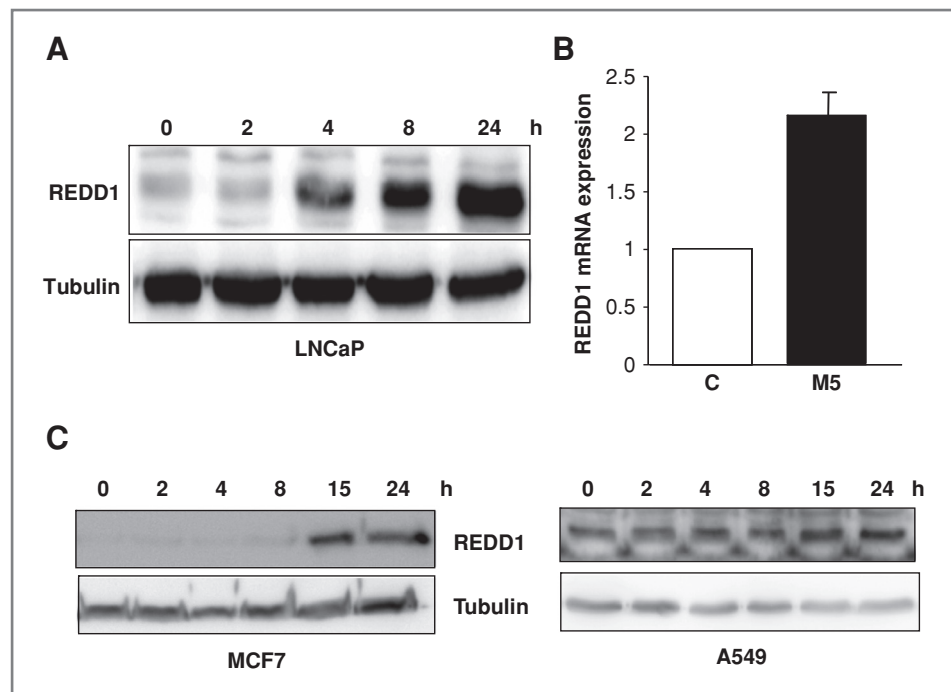 A
0 2 4 8 24 h
REDD1
Tubulin
LNCaP
B
REDD1 mRNA expression
2.5
2
1.5
1
0.5
0
C M5
C
0 2 4 8 15 24 h
REDD1
Tubulin
MCF7
0 2 4 8 15 24 h
A549